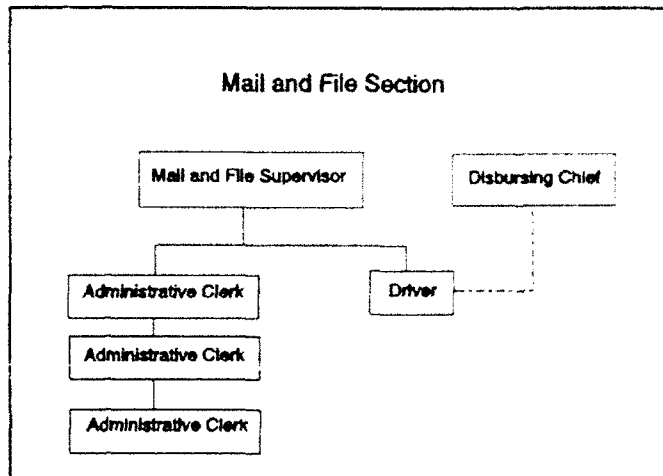 Mail and File Section
Mail and File Supervisor
Disbursing Chief
Administrative Clerk
Driver
Administrative Clerk
Administrative Clerk